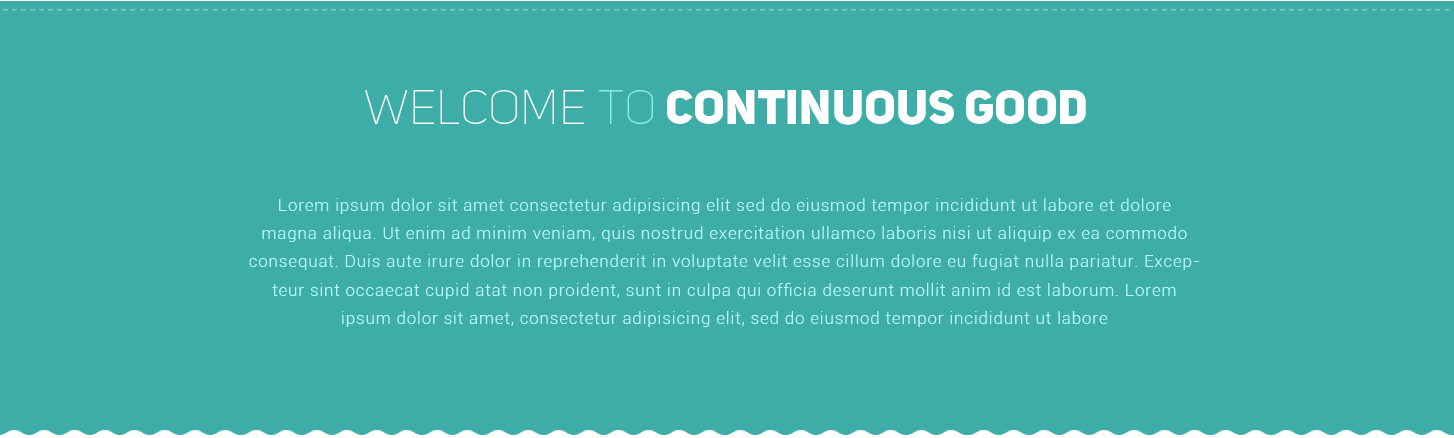 WELCOME TO CONTINUOUS GOOD
Lorem ipsum dolor sit amet consectetur adipisicing elit sed do eiusmod tempor incididunt ut labore et dolore
magna aliqua. Ut enim ad minim veniam, quis nostrud exercitation ullamco laboris nisi ut aliquip ex ea commodo
consequat. Duis aute irure dolor in reprehenderit in voluptate velit esse cillum dolore eu fugiat nulla pariatur. Excep-
teur sint occaecat cupid atat non proident, sunt in culpa qui officia deserunt mollit anim id est laborum. Lorem
ipsum dolor sit amet, consectetur adipisicing elit, sed do eiusmod tempor incididunt ut labore